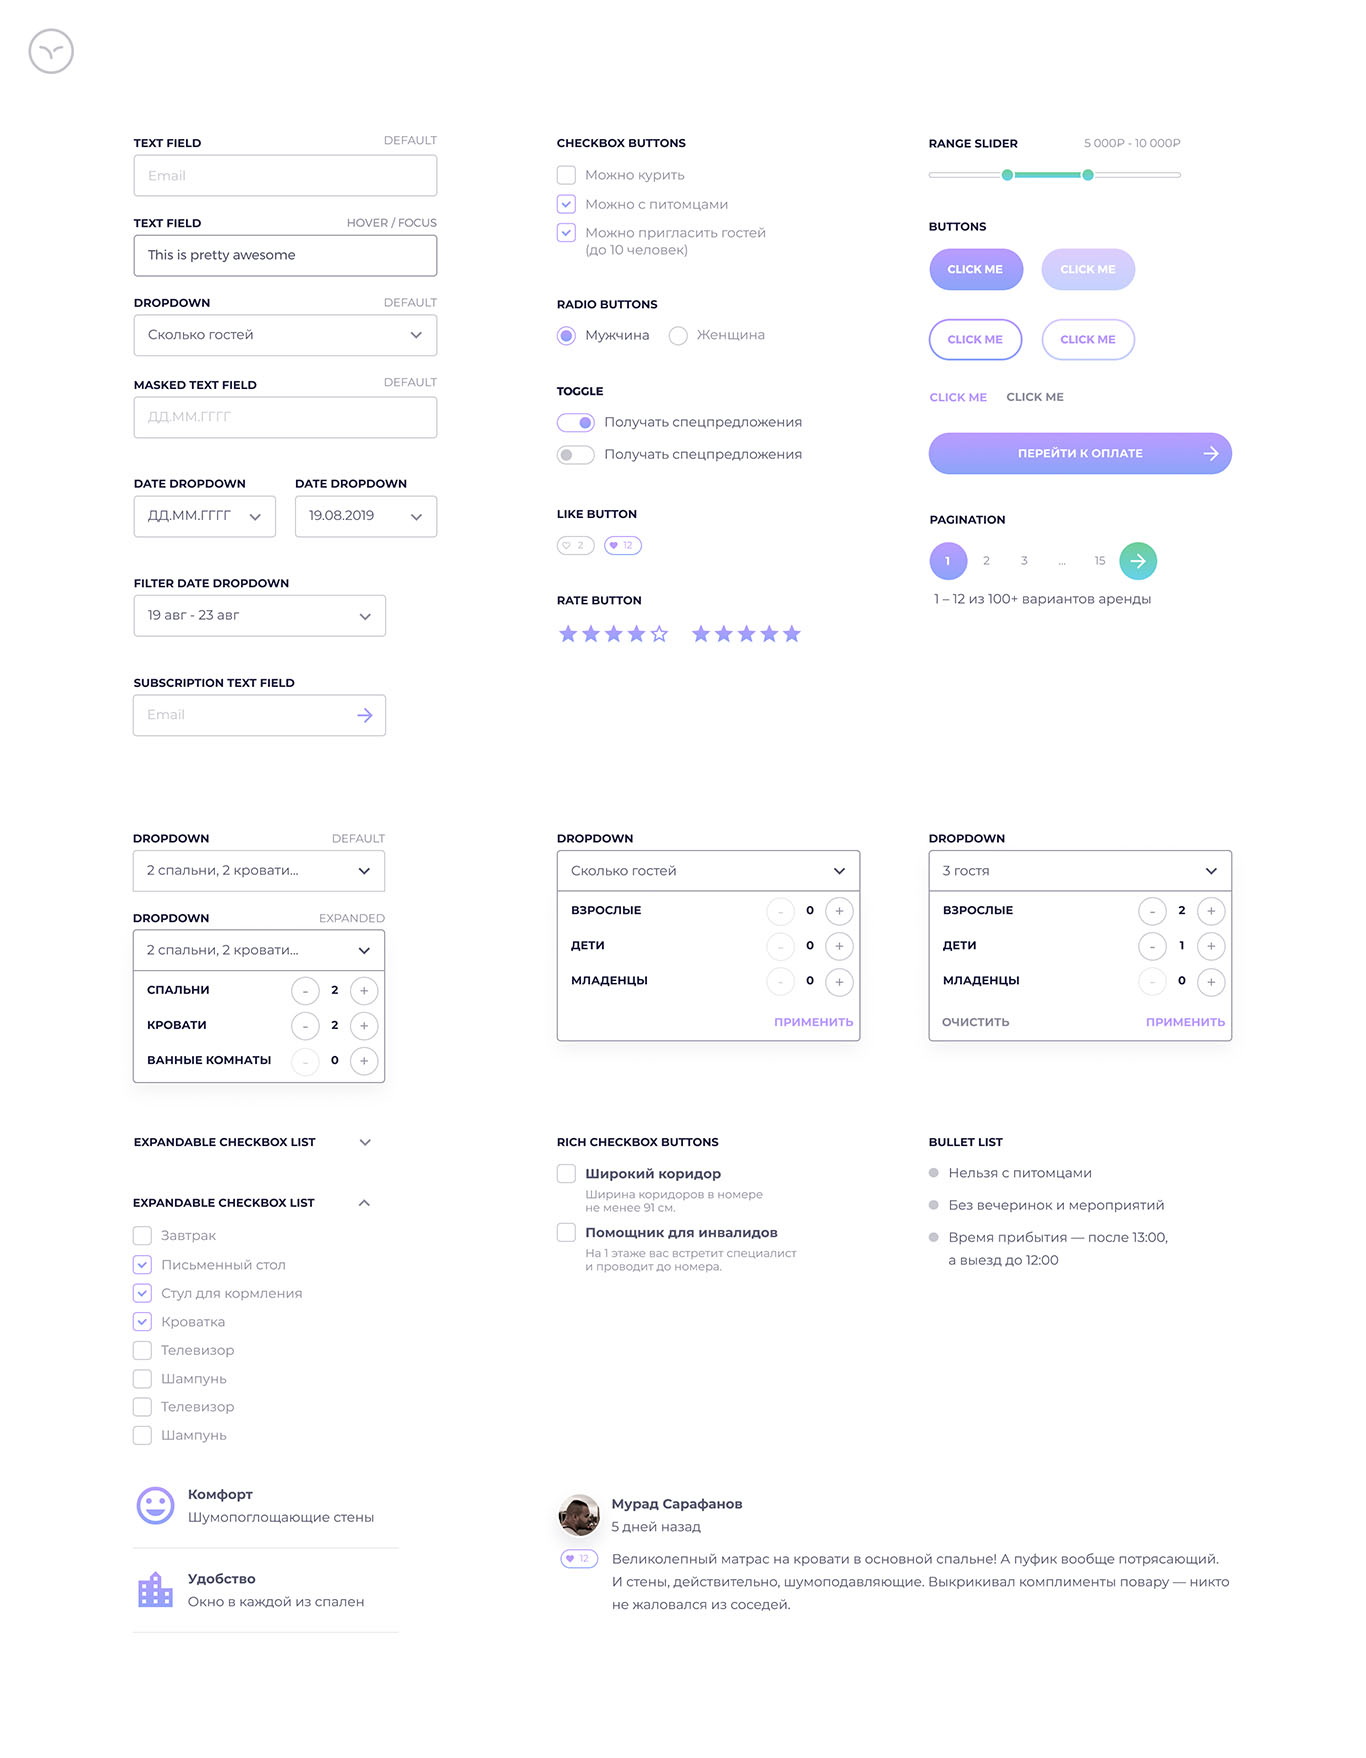 TEXT FIELD DEFAULT
Email
TEXT FIELD HOVER / FOCUS
This is pretty awesome
DROPDOWN DEFAULT
Сколько гостей
MASKED TEXT FIELD DEFAULT
ДД.ММ.ГГГГ
DATE DROPDOWN DATE DROPDOWN
ДД.ММ.ГГГГ 19.08.2019
FILTER DATE DROPDOWN
19 авг - 23 авг
SUBSCRIPTION TEXT FIELD
Email
CHECKBOX BUTTONS
Можно курить
Можно с питомцами
Можно пригласить гостей
(до 10 человек)
RADIO BUTTONS
Мужчина Женщина
TOGGLE
Получать спецпредложения
Получать спецпредложения
LIKE BUTTON
2 12
RATE BUTTON
RANGE SLIDER 5 000₽ - 10 000₽
BUTTONS
CLICK ME CLICK ME
CLICK ME CLICK ME
CLICK ME CLICK ME
ПЕРЕЙТИ К ОПЛАТЕ
PAGINATION
1 2 3 ... 15
1 – 12 из 100+ вариантов аренды
DROPDOWN DEFAULT
2 спальни, 2 кровати...
DROPDOWN EXPANDED
2 спальни, 2 кровати...
СПАЛЬНИ - 2 +
КРОВАТИ - 2 +
ВАННЫЕ КОМНАТЫ - 0 +
DROPDOWN
Сколько гостей
ВЗРОСЛЫЕ - 0 +
ДЕТИ - 0 +
МЛАДЕНЦЫ - 0 +
ПРИМЕНИТЬ
DROPDOWN
3 гостя
ВЗРОСЛЫЕ - 2 +
ДЕТИ - 1 +
МЛАДЕНЦЫ - 0 +
ОЧИСТИТЬ ПРИМЕНИТЬ
EXPANDABLE CHECKBOX LIST
EXPANDABLE CHECKBOX LIST
Завтрак
Письменный стол
Стул для кормления
Кроватка
Телевизор
Шампунь
Телевизор
Шампунь
RICH CHECKBOX BUTTONS
Широкий коридор
Ширина коридоров в номере
не менее 91 см.
Помощник для инвалидов
На 1 этаже вас встретит специалист
и проводит до номера.
BULLET LIST
Нельзя с питомцами
Без вечеринок и мероприятий
Время прибытия — после 13:00,
а выезд до 12:00
Комфорт
Шумопоглощающие стены
Удобство
Окно в каждой из спален
Мурад Сарафанов
5 дней назад
12
Великолепный матрас на кровати в основной спальне! А пуфик вообще потрясающий.
И стены, действительно, шумоподавляющие. Выкрикивал комплименты повару — никто
не жаловался из соседей.